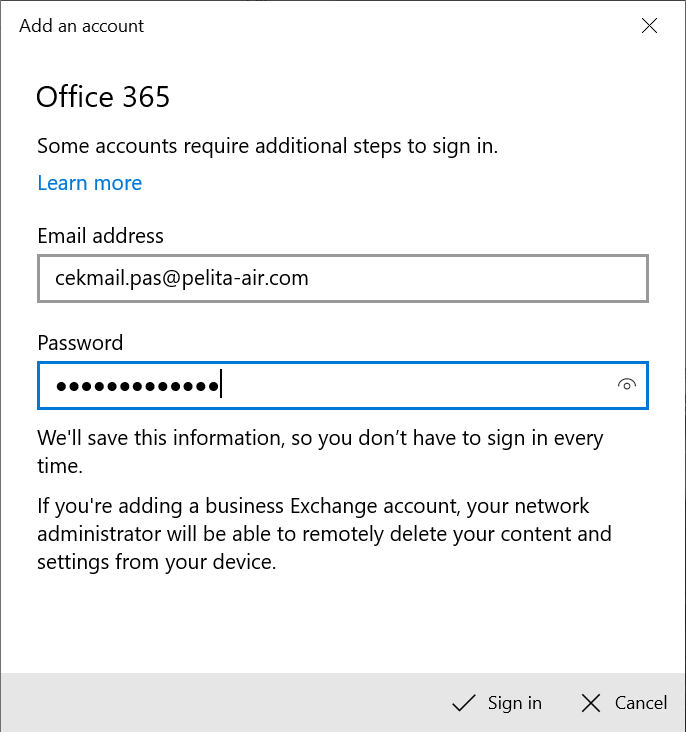 Add an account
Office 365
Some accounts require additional steps to sign in.
Learn more
Email address
cekmail.pas@pelita-air.com
Password
●●●●●●●●●●●●●
We'll save this information, so you don’t have to sign in every
time.
If you're adding a business Exchange account, your network
administrator will be able to remotely delete your content and
settings from your device.
Sign in
Cancel